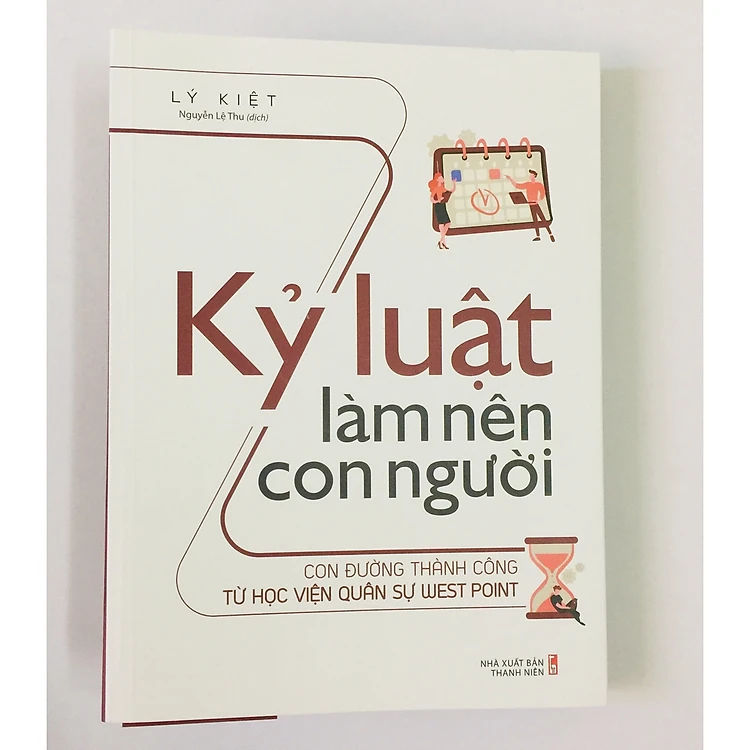 LÝ KIỆT
Nguyễn Lệ Thu (dịch)
Kỷ luật
làm nên
con người
CON ĐƯỜNG THÀNH CÔNG
TỪ HỌC VIỆN QUÂN SỰ WEST POINT
NHÀ XUẤT BẢN
THANH NIÊN